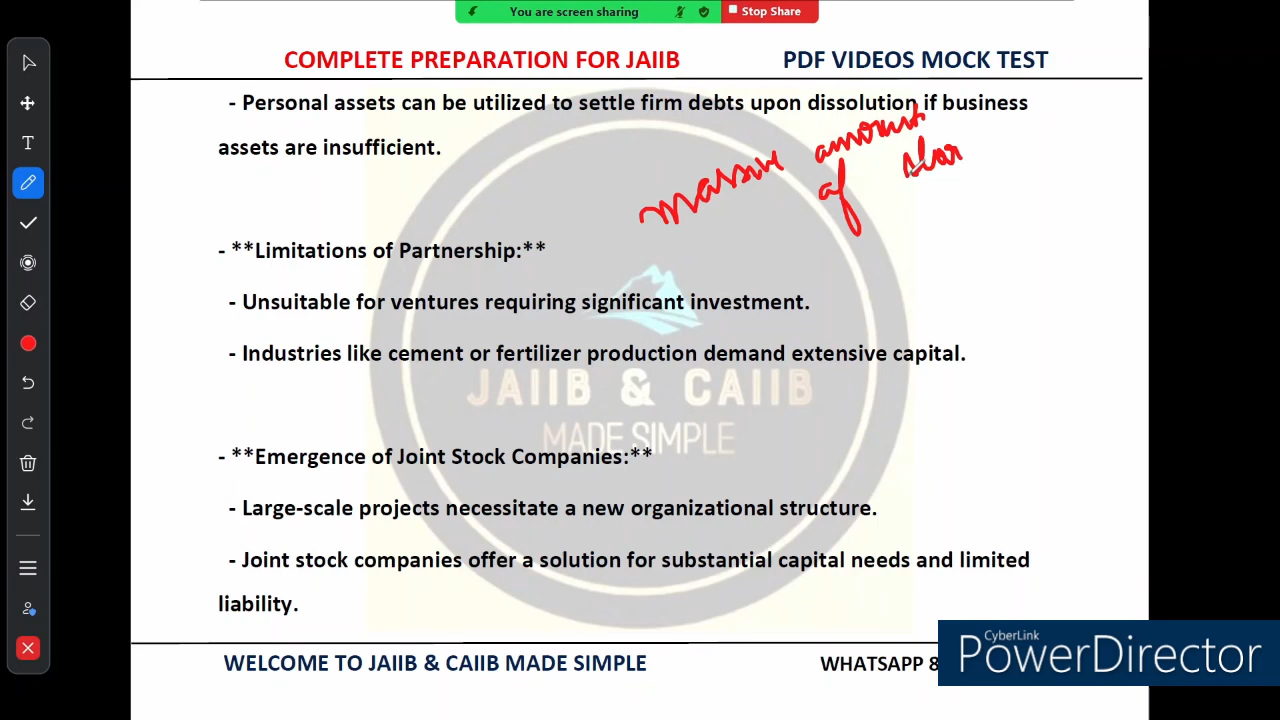 You are screen sharing Stop Share
COMPLETE PREPARATION FOR JAIIB PDF VIDEOS MOCK TEST
- Personal assets can be utilized to settle firm debts upon dissolution if business
assets are insufficient.
massive amount
of
- **Limitations of Partnership:**
- Unsuitable for ventures requiring significant investment.
- Industries like cement or fertilizer production demand extensive capital.
JAIIB & CAIIB
MADE SIMPLE
- **Emergence of Joint Stock Companies:**
- Large-scale projects necessitate a new organizational structure.
- Joint stock companies offer a solution for substantial capital needs and limited
liability.
WELCOME TO JAIIB & CAIIB MADE SIMPLE WHATSAPP 8
CyberLink
PowerDirector
T